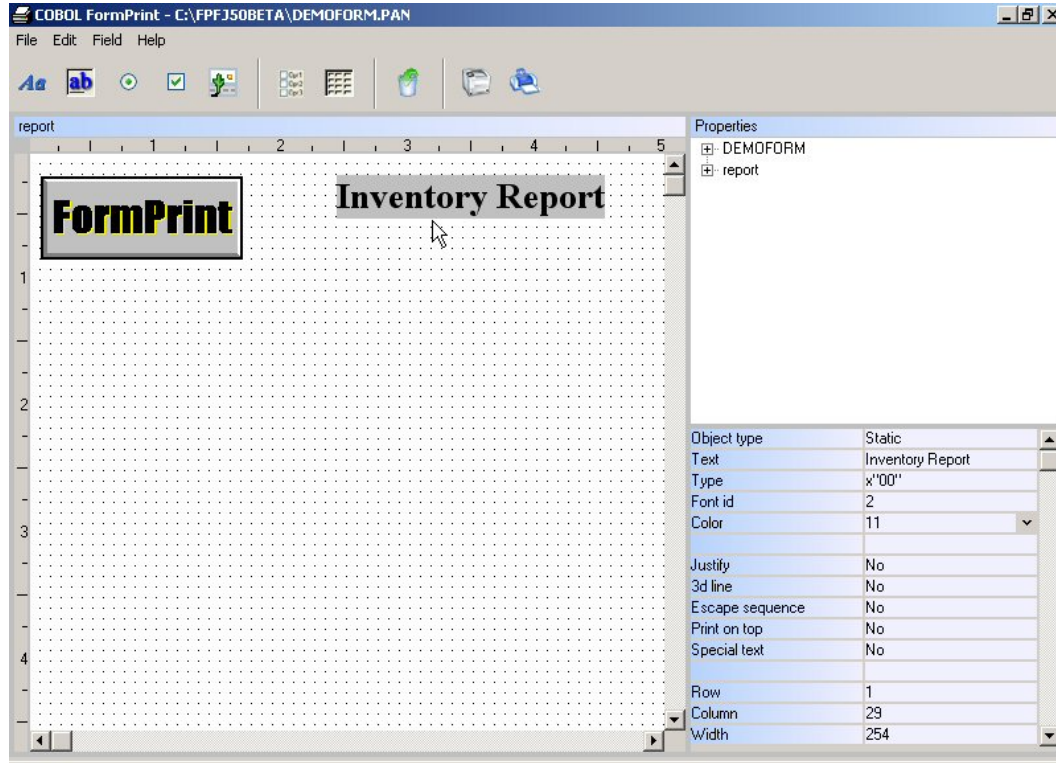 COBOL FormPrint - C:\FPFJ50BETA\DEMOFORM.PAN
File Edit Field Help
Aa ab
report
Properties
1 2 3 4 5
DEMOFORM
report
FormPrint
Inventory Report
1
2
3
4
Object type Static
Text Inventory Report
Type x"00"
Font id 2
Color 11
Justify No
3d line No
Escape sequence No
Print on top No
Special text No
Row 1
Column 29
Width 254